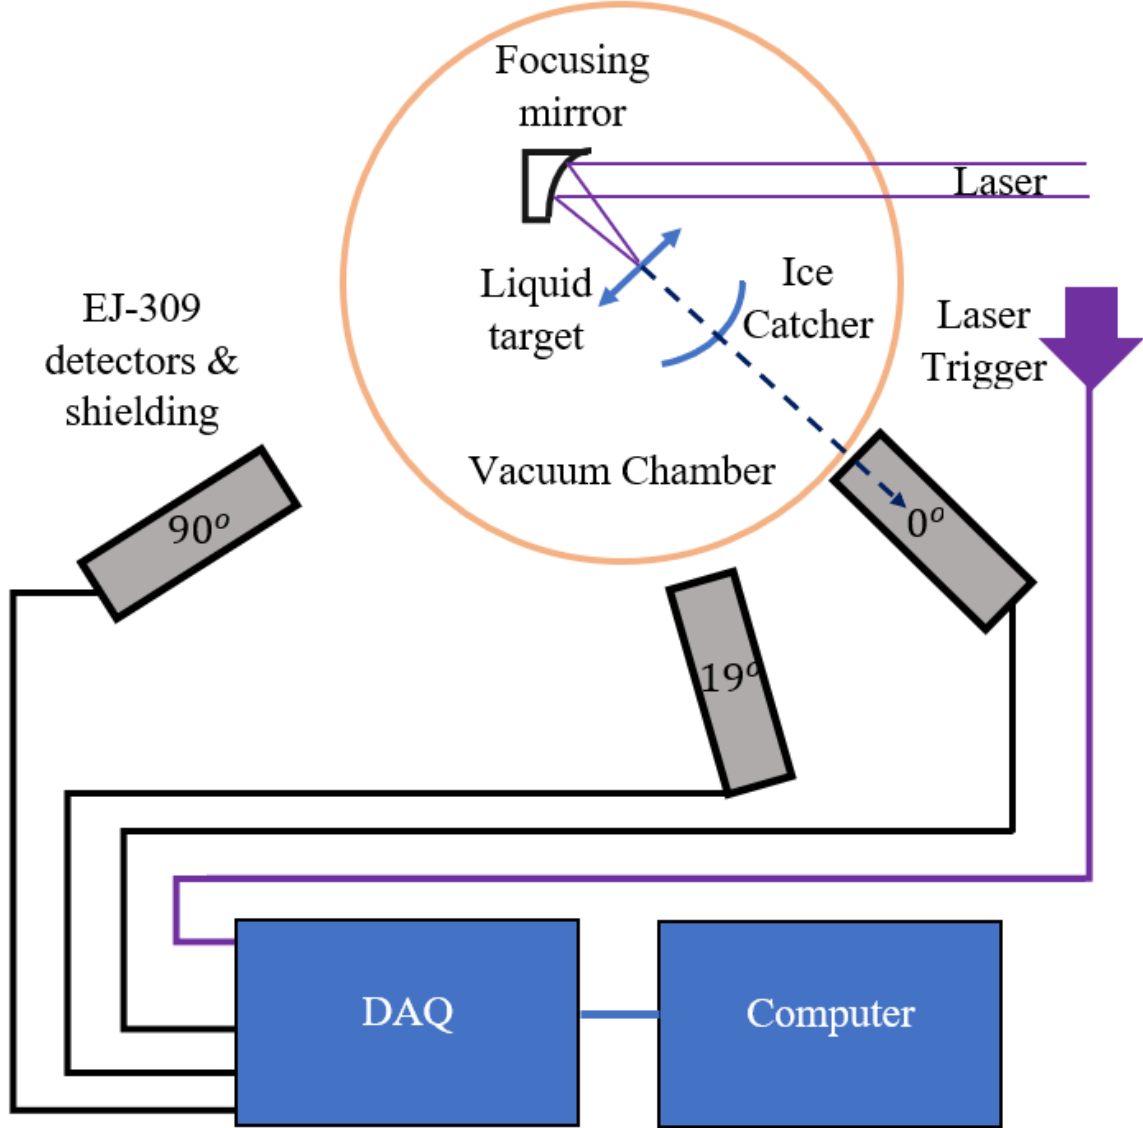 Focusing
mirror
Laser
Liquid
target
Ice
Catcher
EJ-309
detectors &
shielding
Laser
Trigger
Vacuum Chamber
90°
0°
19°
DAQ
Computer